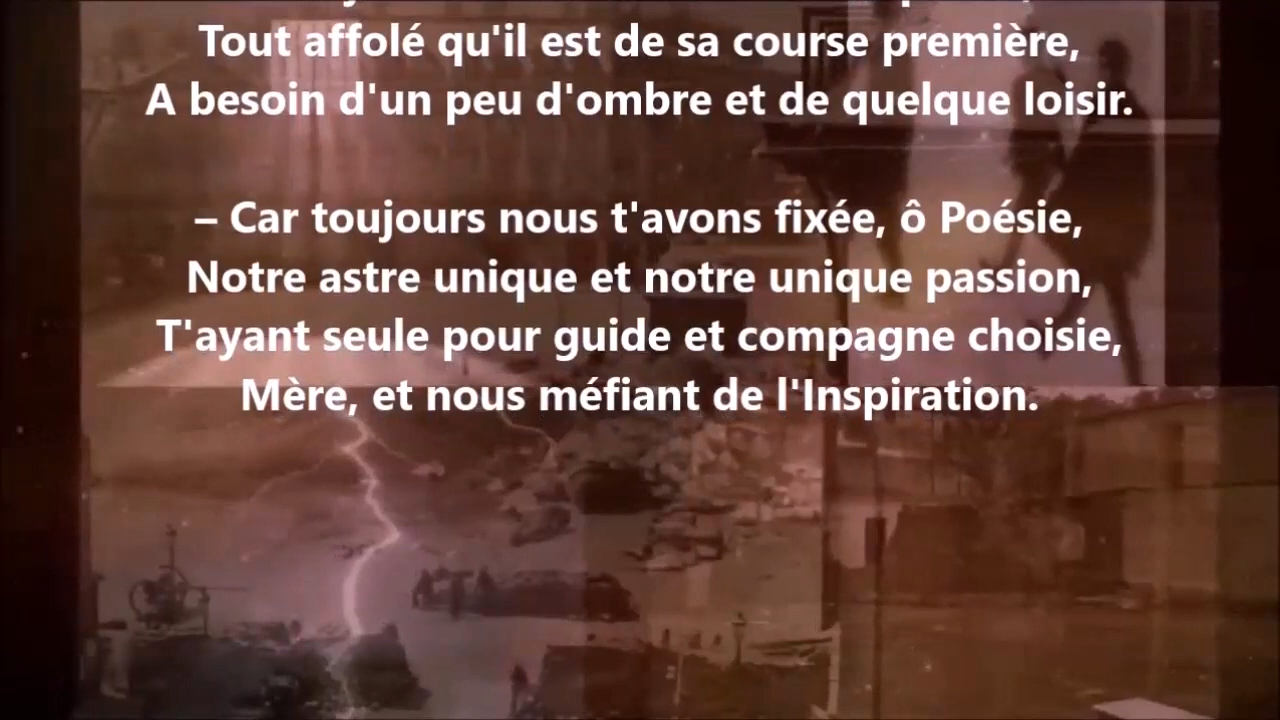 Tout affolé qu'il est de sa course première,
A besoin d'un peu d'ombre et de quelque loisir.
– Car toujours nous t'avons fixée, ô Poésie,
Notre astre unique et notre unique passion,
T'ayant seule pour guide et compagne choisie,
Mère, et nous méfiant de l'Inspiration.